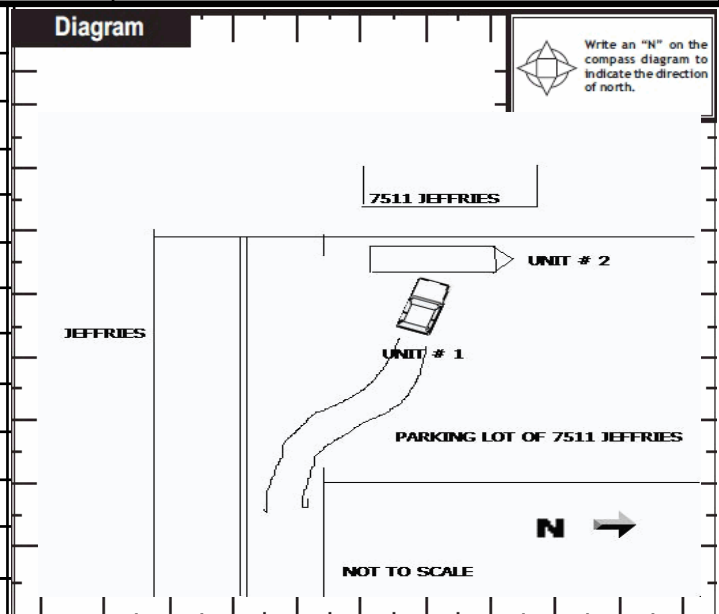 Diagram
Write an “N” on the
compass diagram to
indicate the direction
of north.
7511 JEFFRIES
UNIT # 2
JEFFRIES
UNIT # 1
PARKING LOT OF 7511 JEFFRIES
N
NOT TO SCALE